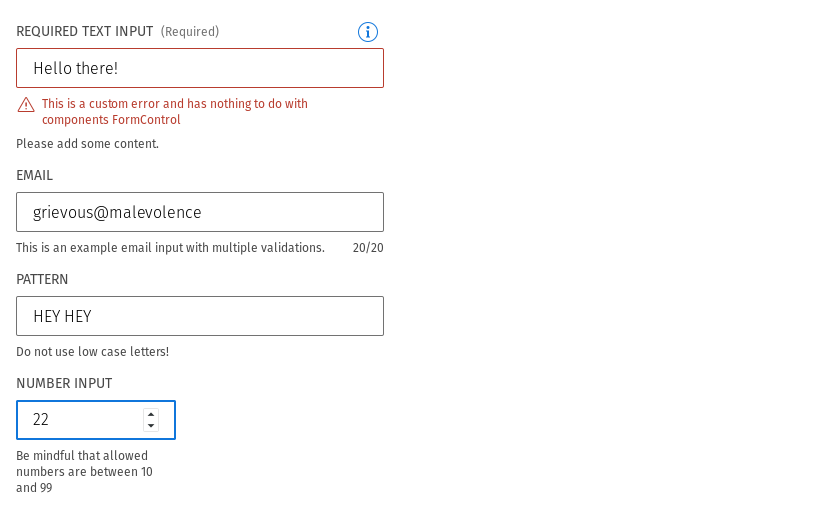 REQUIRED TEXT INPUT (Required)
Hello there!
This is a custom error and has nothing to do with
components FormControl
Please add some content.
EMAIL
grievous@malevolence
This is an example email input with multiple validations. 20/20
PATTERN
HEY HEY
Do not use low case letters!
NUMBER INPUT
22
Be mindful that allowed
numbers are between 10
and 99